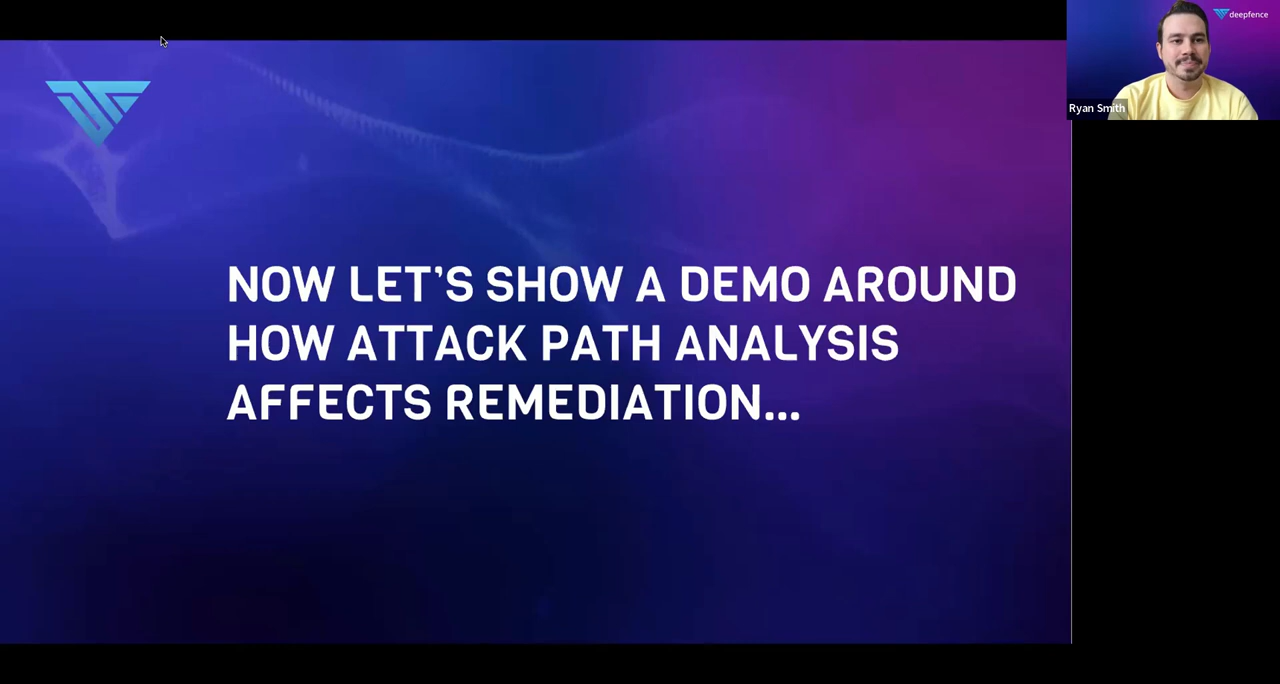 deepfence
Ryan Smith
NOW LET'S SHOW A DEMO AROUND
HOW ATTACK PATH ANALYSIS
AFFECTS REMEDIATION...